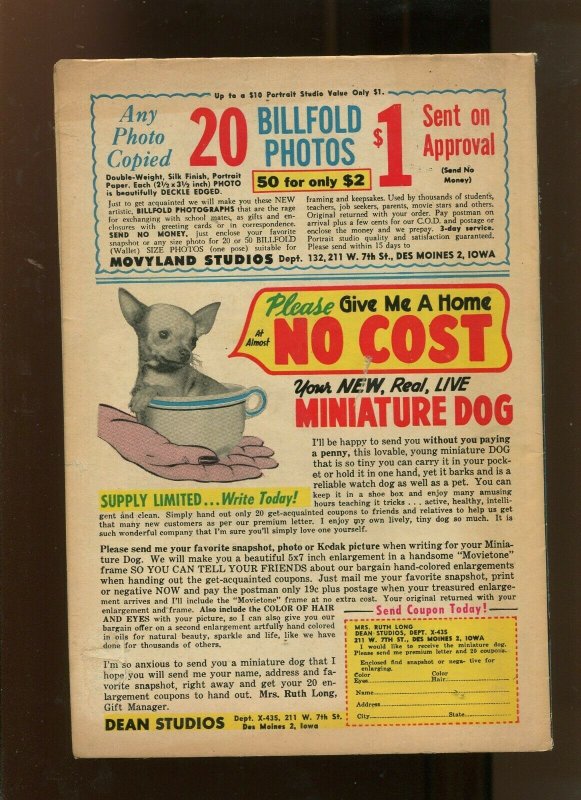 Up to a $10 Portrait Studio Value Only $1.
Any
Photo
Copied
20
BILLFOLD
PHOTOS
$1
Sent on
Approval
(Send No
Money)
50 for only $2
Double-Weight, Silk Finish, Portrait
Paper. Each (2½ x 3½ inch) PHOTO
is beautifully DECKLE EDGED.
Just to get acquainted we will make you these NEW
artistic, BILLFOLD PHOTOGRAPHS that are the rage
for exchanging with school mates, as gifts and en-
closures with greeting cards or in correspondence.
SEND NO MONEY, just enclose your favorite
snapshot or any size photo for 20 or 50 BILLFOLD
(Wallet) SIZE PHOTOS (one pose) suitable for
framing and keepsakes. Used by thousands of students,
teachers, job seekers, parents, movie stars and others.
Original returned with your order. Pay postman on
arrival plus a few cents for our C.O.D. and postage or
enclose the money and we prepay. 3-day service.
Portrait studio quality and satisfaction guaranteed.
Please send within 15 days to
MOVYLAND STUDIOS Dept. 132, 211 W. 7th St., DES MOINES 2, IOWA
Please Give Me A Home
At
Almost
NO COST
Your NEW, Real, LIVE
MINIATURE DOG
I'll be happy to send you without you paying
a penny, this lovable, young miniature DOG
that is so tiny you can carry it in your pock-
et or hold it in one hand, yet it barks and is a
reliable watch dog as well as a pet. You can
keep it in a shoe box and enjoy many amusing
hours teaching it tricks . . . active, healthy, intelli-
SUPPLY LIMITED...Write Today!
gent and clean. Simply hand out only 20 get-acquainted coupons to friends and relatives to help us get
that many new customers as per our premium letter. I enjoy my own lively, tiny dog so much. It is
such wonderful company that I'm sure you'll simply love one yourself.
Please send me your favorite snapshot, photo or Kodak picture when writing for your Minia-
ture Dog. We will make you a beautiful 5x7 inch enlargement in a handsome "Movietone"
frame SO YOU CAN TELL YOUR FRIENDS about our bargain hand-colored enlargements
when handing out the get-acquainted coupons. Just mail your favorite snapshot, print
or negative NOW and pay the postman only 19c plus postage when your treasured enlarge-
ment arrives and I'll include the "Movietone" frame at no extra cost. Your original returned with
enlargement and frame. Also include the COLOR OF HAIR
AND EYES with your picture, so I can also give you our
bargain offer on a second enlargement artfully hand colored
in oils for natural beauty, sparkle and life, like we have
done for thousands of others.
I'm so anxious to send you a miniature dog that I
hope you will send me your name, address and fa-
vorite snapshot, right away and get your 20 en-
largement coupons to hand out. Mrs. Ruth Long,
Gift Manager.
DEAN STUDIOS Dept. X-435, 211 W. 7th St.
Des Moines 2, Iowa
Send Coupon Today!
MRS. RUTH LONG
DEAN STUDIOS, DEPT. X-435
211 W. 7TH ST., DES MOINES 2, IOWA
I would like to receive the miniature dog.
Please send me premium letter and 20 coupons.
Enclosed find snapshot or nega- tive for
enlarging.
Color Color
Eyes Hair
Name
Address
City State